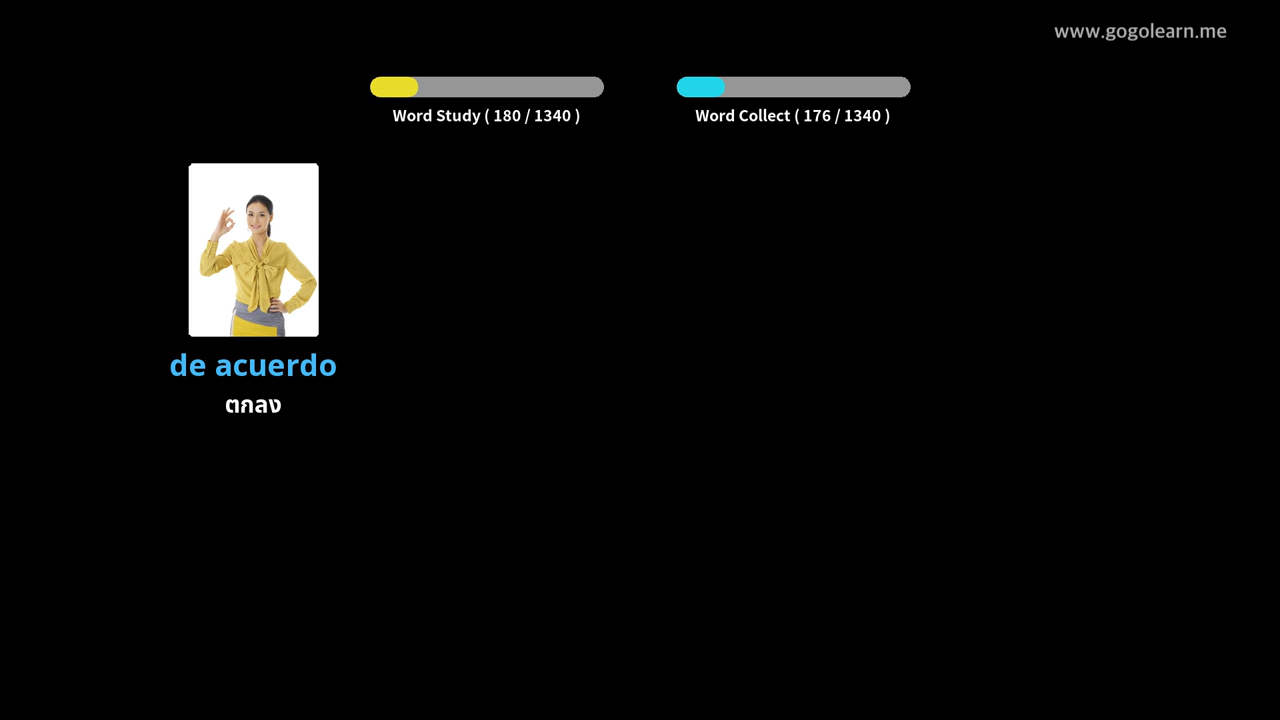 www.gogolearn.me
Word Study ( 180 / 1340 )
Word Collect ( 176 / 1340 )
de acuerdo
ตกลง